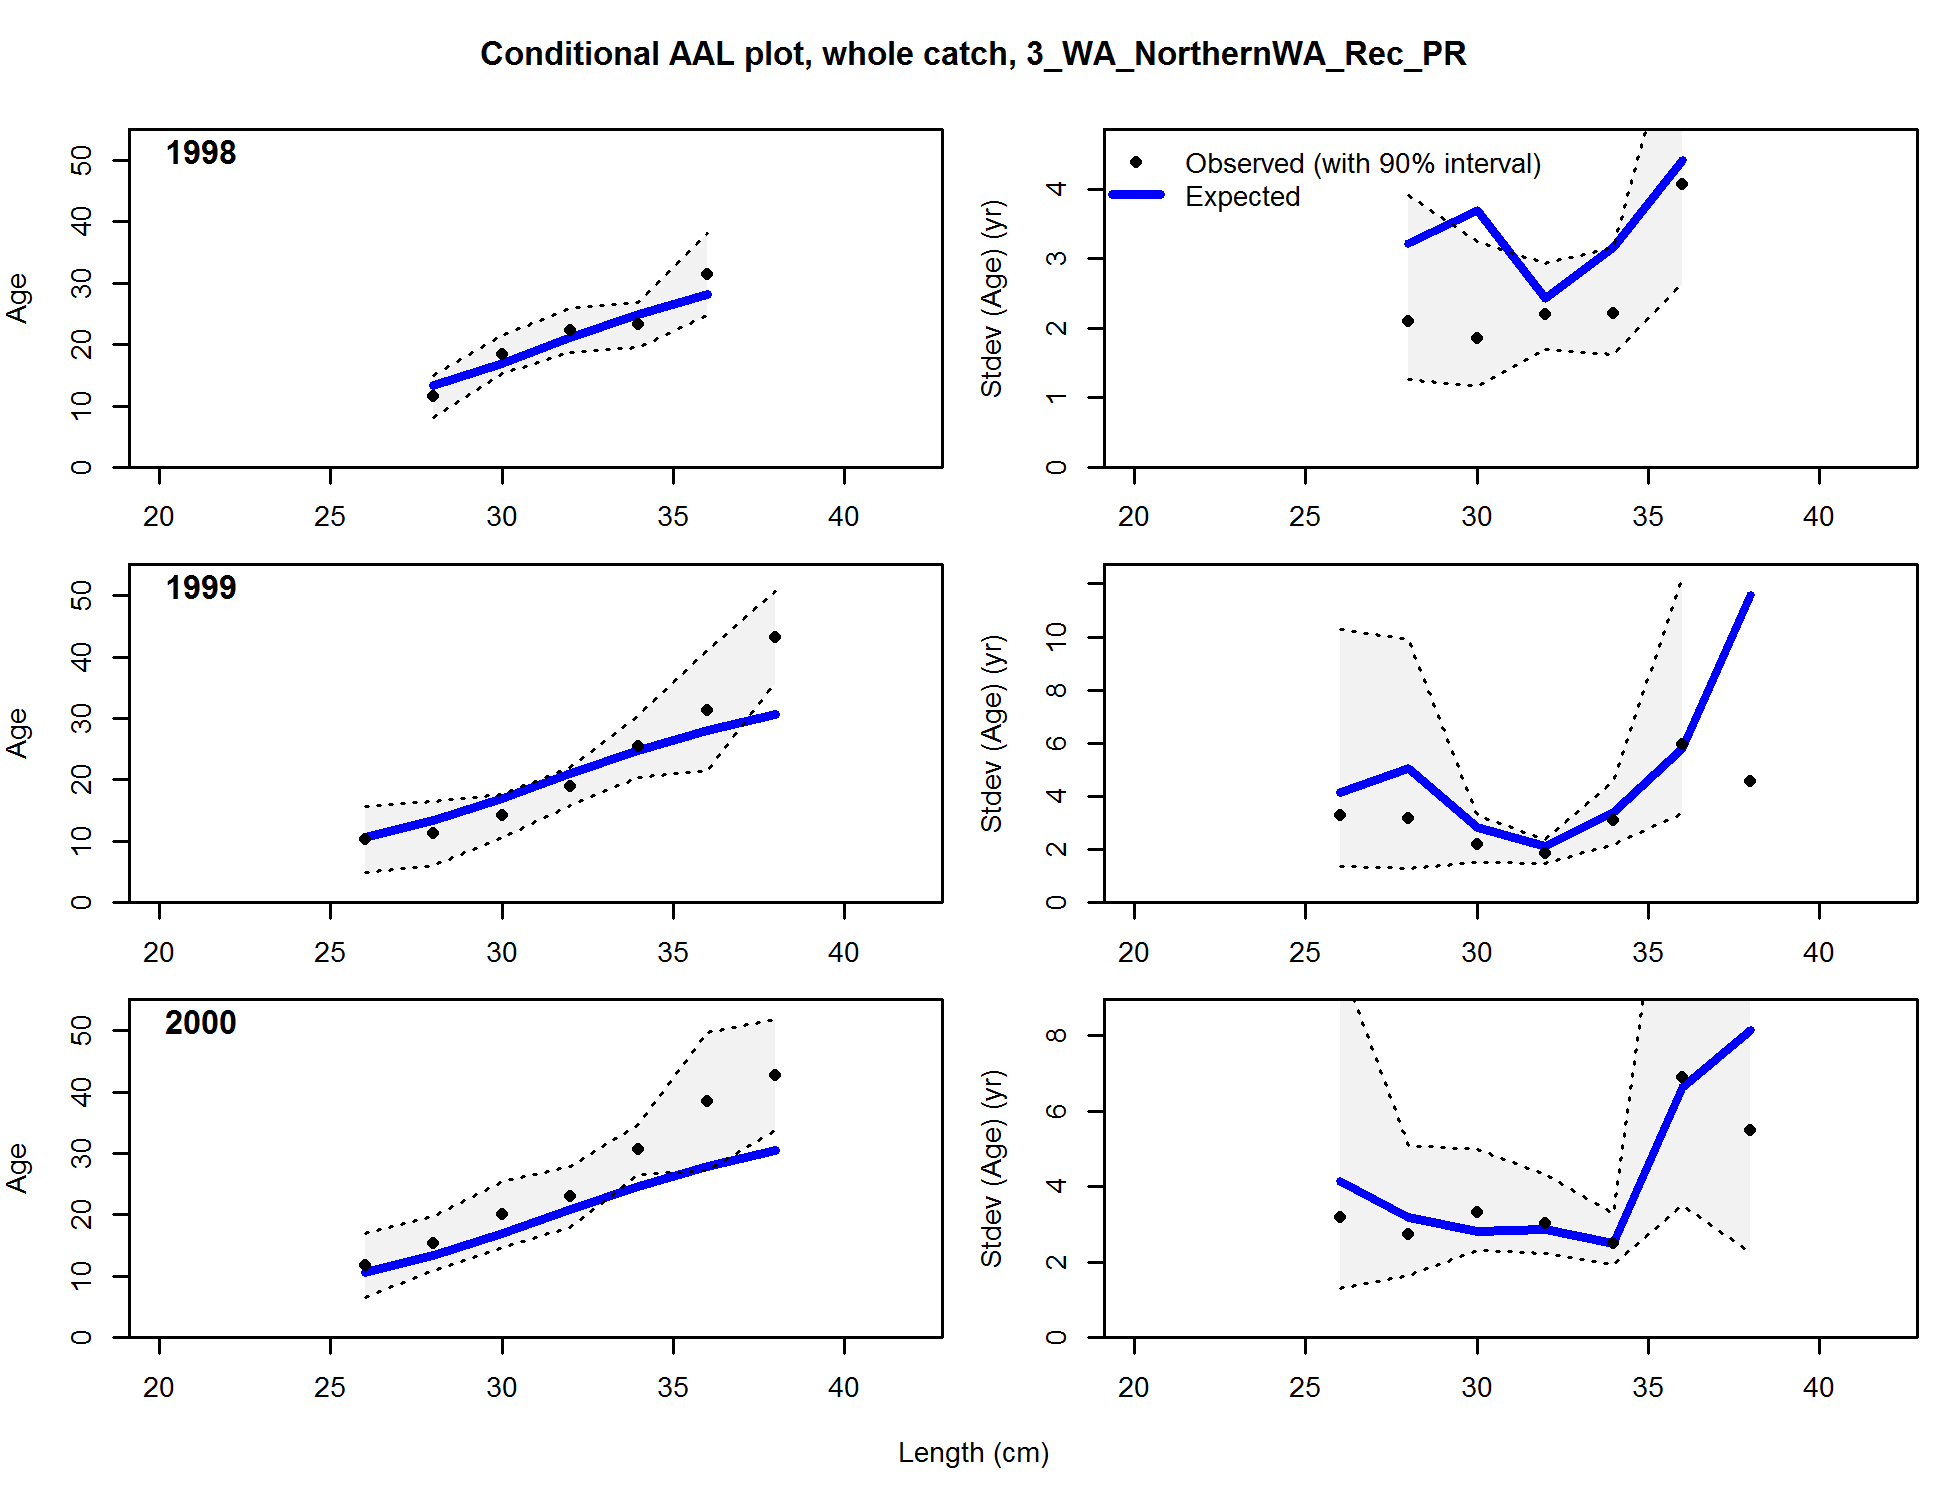 Conditional AAL plot, whole catch, 3_WA_NorthernWA_Rec_PR
1998
Age
0 10 20 30 40 50
20 25 30 35 40
Observed (with 90% interval)
Expected
Stdev (Age) (yr)
0 1 2 3 4
20 25 30 35 40
1999
Age
0 10 20 30 40 50
20 25 30 35 40
Stdev (Age) (yr)
0 2 4 6 8 10
20 25 30 35 40
2000
Age
0 10 20 30 40 50
20 25 30 35 40
Stdev (Age) (yr)
0 2 4 6 8
20 25 30 35 40
Length (cm)